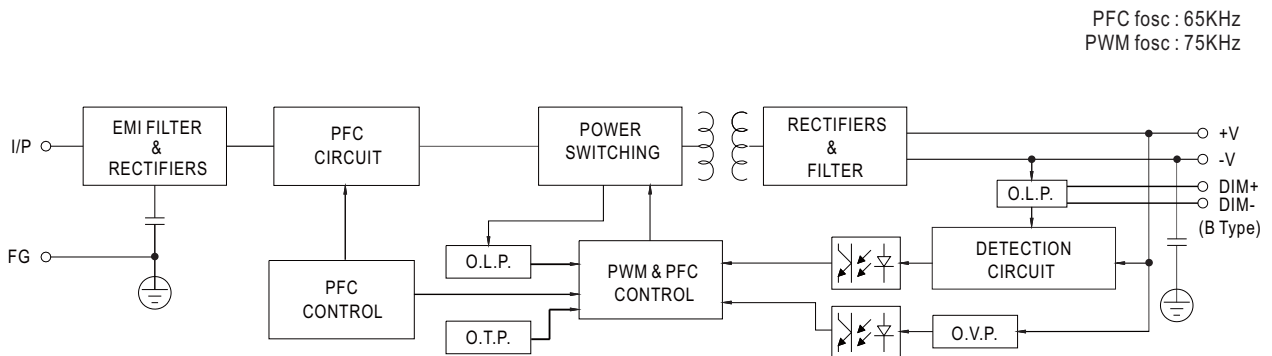 PFC fosc : 65KHz
PWM fosc : 75KHz
I/P
EMI FILTER
&
RECTIFIERS
PFC
CIRCUIT
POWER
SWITCHING
RECTIFIERS
&
FILTER
+V
-V
O.L.P.
DIM+
DIM-
(B Type)
FG
PFC
CONTROL
O.L.P.
O.T.P.
PWM & PFC
CONTROL
DETECTION
CIRCUIT
O.V.P.